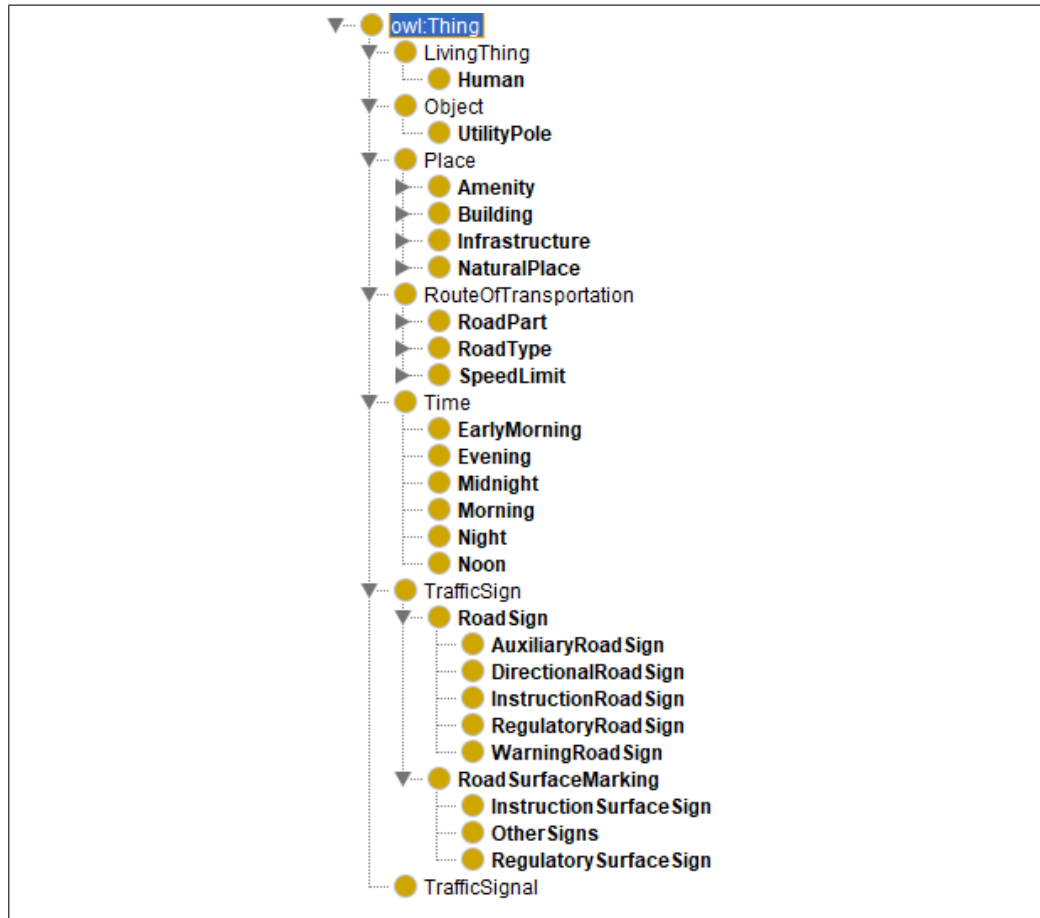 owl:Thing
LivingThing
Human
Object
UtilityPole
Place
Amenity
Building
Infrastructure
NaturalPlace
RouteOfTransportation
RoadPart
RoadType
SpeedLimit
Time
EarlyMorning
Evening
Midnight
Morning
Night
Noon
TrafficSign
RoadSign
AuxiliaryRoadSign
DirectionalRoadSign
InstructionRoadSign
RegulatoryRoadSign
WarningRoadSign
RoadSurfaceMarking
InstructionSurfaceSign
OtherSigns
RegulatorySurfaceSign
TrafficSignal